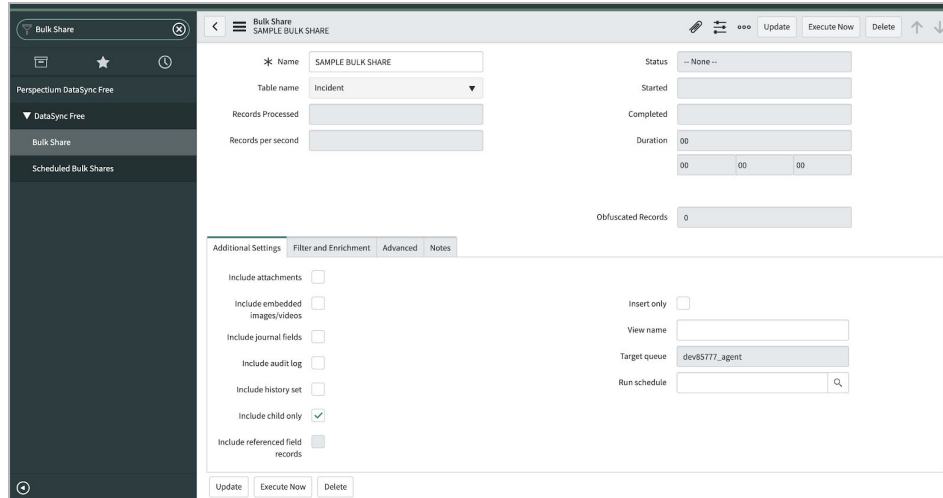 Bulk Share
Perspectium DataSync Free
DataSync Free
Bulk Share
Scheduled Bulk Shares
Bulk Share
SAMPLE BULK SHARE
Update
Execute Now
Delete
Name
SAMPLE BULK SHARE
Table name
Incident
Records Processed
Records per second
Status
-- None --
Started
Completed
Duration
00
00
00
00
Obfuscated Records
0
Additional Settings
Filter and Enrichment
Advanced
Notes
Include attachments
Include embedded
images/videos
Include journal fields
Include audit log
Include history set
Include child only
Include referenced field
records
Insert only
View name
Target queue
dev85777_agent
Run schedule
Update
Execute Now
Delete